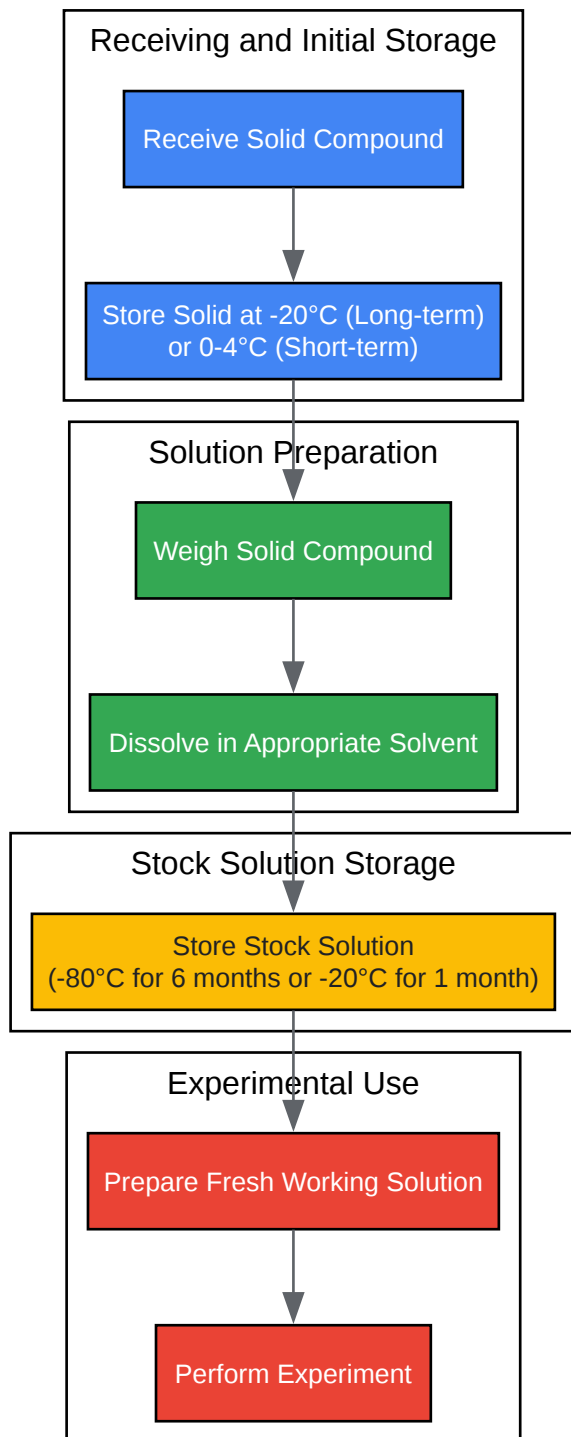 Receiving and Initial Storage
Receive Solid Compound
Store Solid at -20°C (Long-term)
or 0-4°C (Short-term)
Solution Preparation
Weigh Solid Compound
Dissolve in Appropriate Solvent
Stock Solution Storage
Store Stock Solution
(-80°C for 6 months or -20°C for 1 month)
Experimental Use
Prepare Fresh Working Solution
Perform Experiment